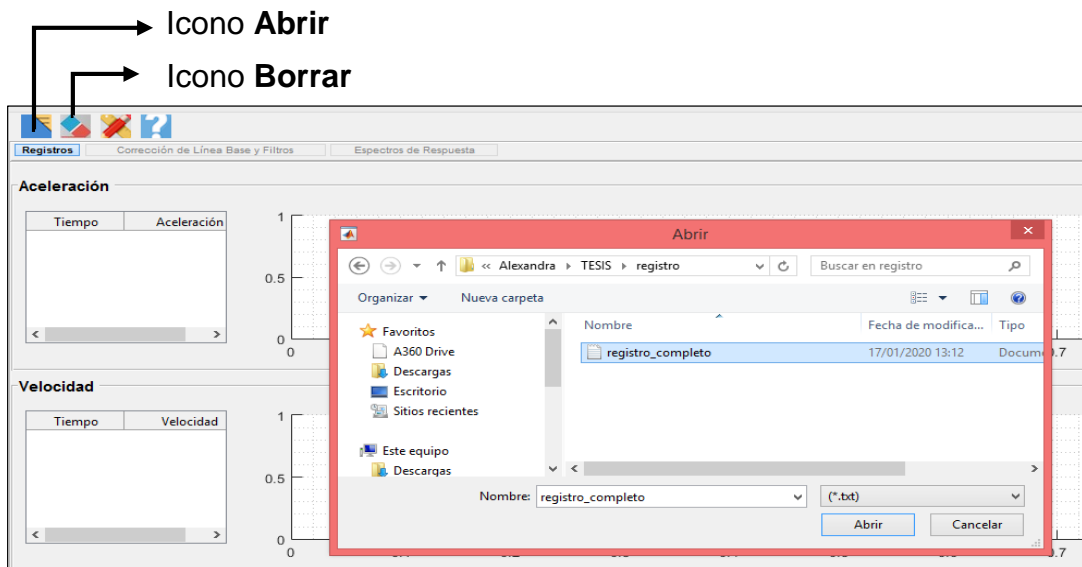 Icono Abrir
Icono Borrar
Registros Corrección de Línea Base y Filtros Espectros de Respuesta
Aceleración
Tiempo Aceleración
1
0.5
0
0
0.7
Abrir
« Alexandra TESIS registro
Buscar en registro
Organizar Nueva carpeta
Favoritos
A360 Drive
Descargas
Escritorio
Sitios recientes
Este equipo
Descargas
Nombre Fecha de modifica... Tipo
registro_completo 17/01/2020 13:12 Docum
Nombre: registro_completo (*.txt)
Abrir Cancelar
Velocidad
Tiempo Velocidad
1
0.5
0
0
0.7